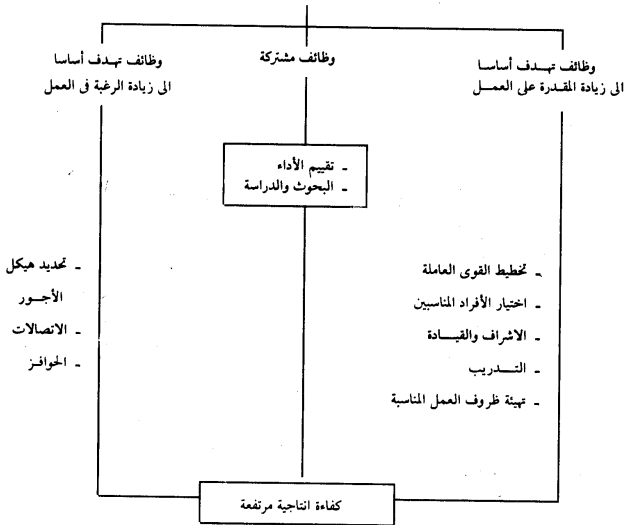 وظائف تهدف أساسا
الى زيادة المقدرة على العمل
وظائف مشتركة
وظائف تهدف أساسا
الى زيادة الرغبة فى العمل
- تقييم الأداء
- البحوث والدراسة
- تخطيط القوى العاملة
- اختيار الأفراد المناسبين
- الاشراف والقيادة
- التدريب
- تهيئة ظروف العمل المناسبة
- تحديد هيكل
الأجور
- الاتصالات
- الحوافز
كفاءة انتاجية مرتفعة